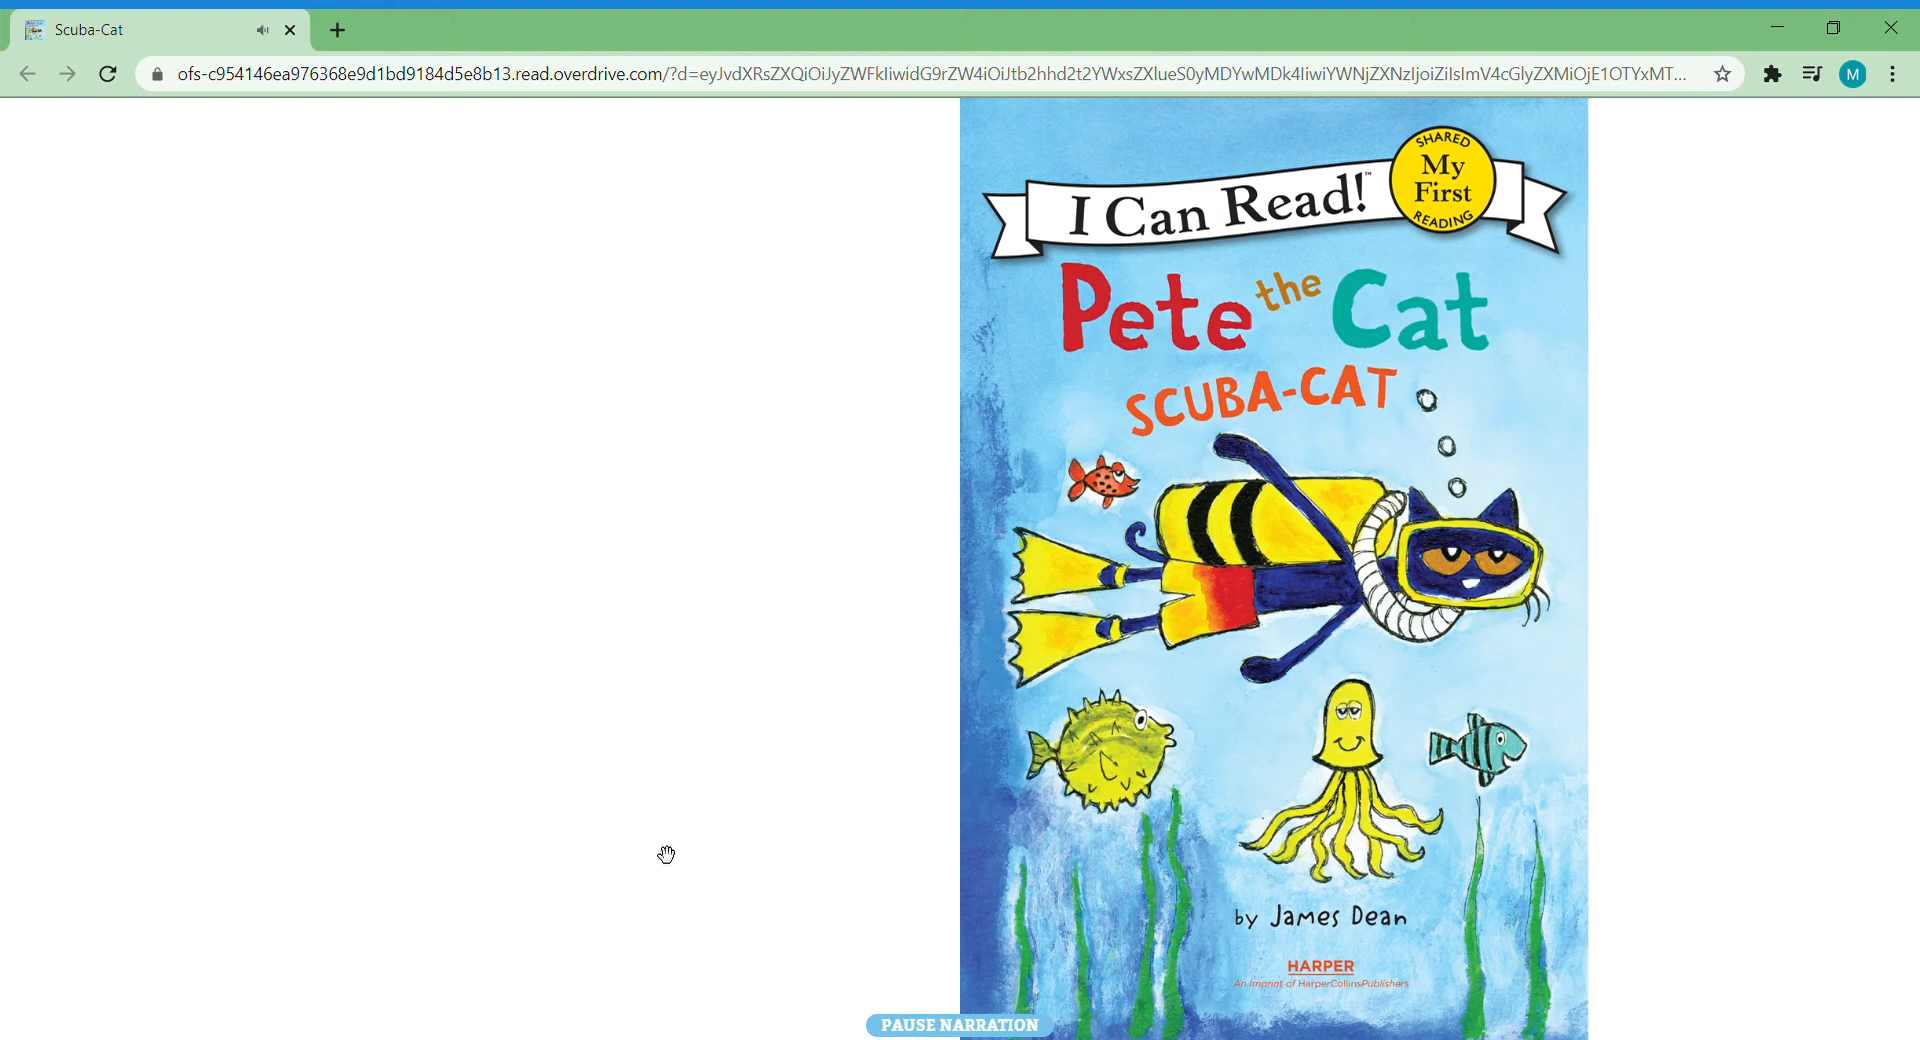 Scuba-Cat
ofs-c954146ea976368e9d1bd9184d5e8b13.read.overdrive.com/?d=eyJvdXRsZXQiOiJyZWFkIiwidG9rZW4iOiJtb2hhd2t2YWxsZXlueS0yMDYwMDk4IiwiYWNjZXNzIjoiZiIsImV4cGlyZXMiOjE1OTYxMT...
M
SHARED
My
First
READING
I Can Read!™
Pete the Cat
SCUBA-CAT
by James Dean
HARPER
An Imprint of HarperCollinsPublishers
PAUSE NARRATION